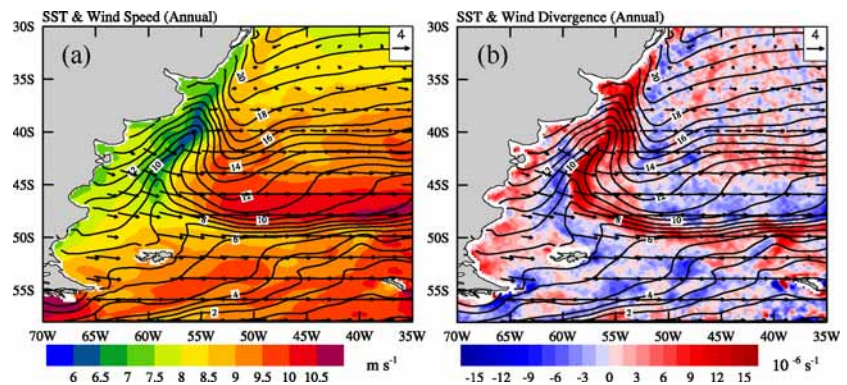 SST & Wind Speed (Annual)
SST & Wind Divergence (Annual)
30S
(a)
4
20
35S
18
40S
16
14
10
12
45S
12
8
10
50S
6
55S
4
2
70W 65W 60W 55W 50W 45W 40W 35W
6 6.5 7 7.5 8 8.5 9 9.5 10 10.5 m s-1
30S
(b)
4
20
35S
18
40S
16
14
10
12
45S
12
8
10
50S
6
55S
4
2
70W 65W 60W 55W 50W 45W 40W 35W
-15 -12 -9 -6 -3 0 3 6 9 12 15 10-6 s-1